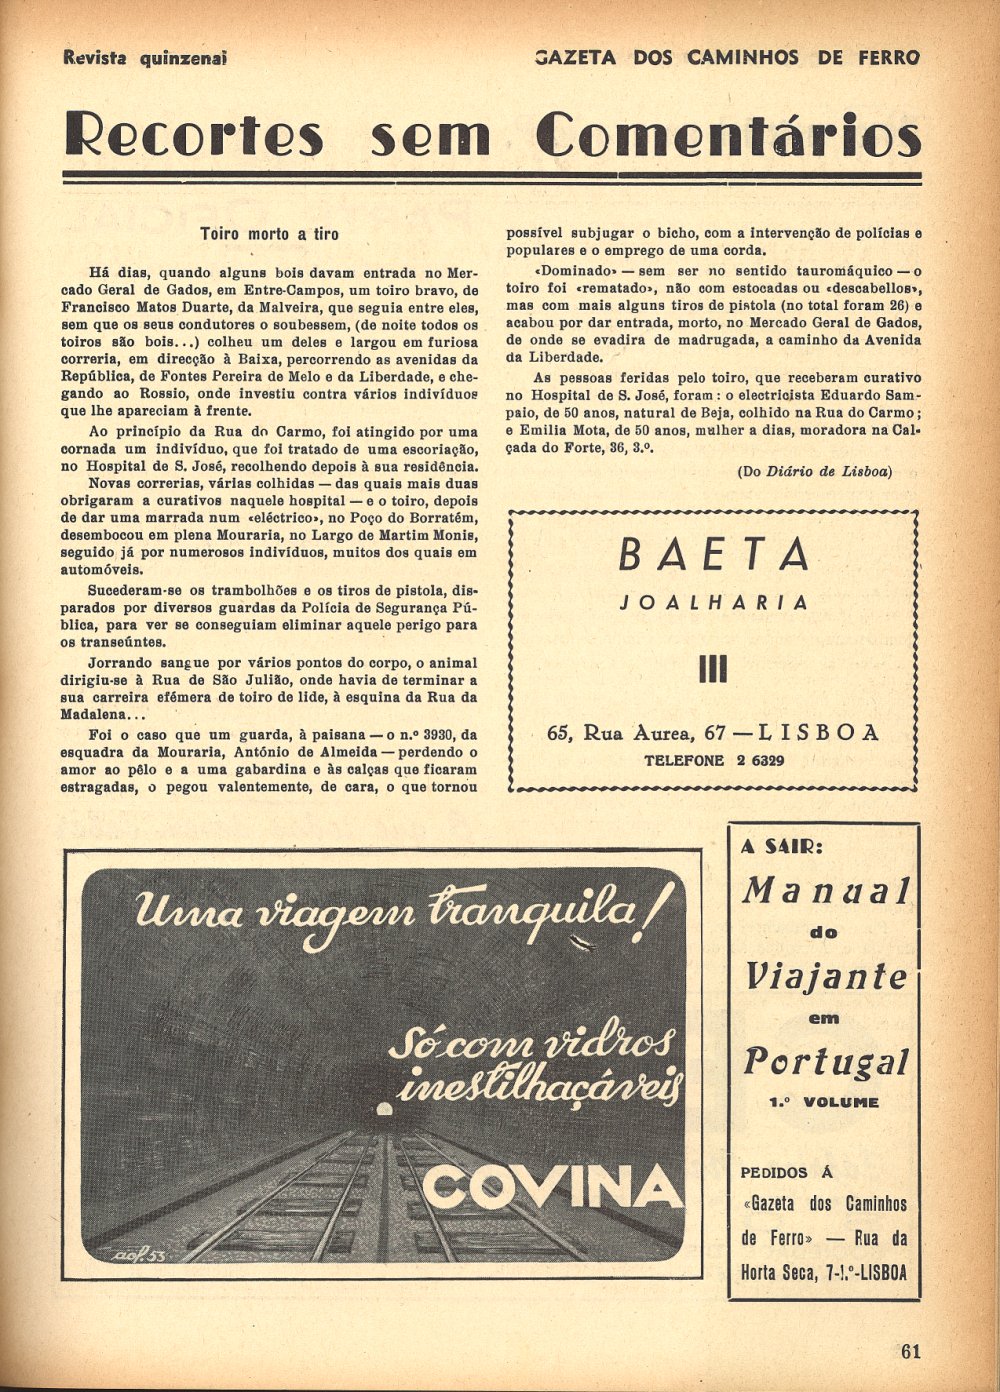 Revista quinzenal
GAZETA DOS CAMINHOS DE FERRO
Recortes sem Comentários
Toiro morto a tiro
Há dias, quando alguns bois davam entrada no Mer-
cado Geral de Gados, em Entre-Campos, um toiro bravo, de
Francisco Matos Duarte, da Malveira, que seguia entre eles,
sem que os seus condutores o soubessem, (de noite todos os
toiros são bois...) colheu um deles e largou em furiosa
correria, em direcção à Baixa, percorrendo as avenidas da
República, de Fontes Pereira de Melo e da Liberdade, e che-
gando ao Rossio, onde investiu contra vários indivíduos
que lhe apareciam à frente.
Ao princípio da Rua do Carmo, foi atingido por uma
cornada um indivíduo, que foi tratado de uma escoriação,
no Hospital de S. José, recolhendo depois à sua residência.
Novas correrias, várias colhidas — das quais mais duas
obrigaram a curativos naquele hospital — e o toiro, depois
de dar uma marrada num «eléctrico», no Poço do Borratém,
desembocou em plena Mouraria, no Largo de Martim Monis,
seguido já por numerosos indivíduos, muitos dos quais em
automóveis.
Sucederam-se os trambolhões e os tiros de pistola, dis-
parados por diversos guardas da Polícia de Segurança Pú-
blica, para ver se conseguiam eliminar aquele perigo para
os transeúntes.
Jorrando sangue por vários pontos do corpo, o animal
dirigiu-se à Rua de São Julião, onde havia de terminar a
sua carreira efémera de toiro de lide, à esquina da Rua da
Madalena...
Foi o caso que um guarda, à paisana — o n.º 3930, da
esquadra da Mouraria, António de Almeida — perdendo o
amor ao pêlo e a uma gabardina e às calças que ficaram
estragadas, o pegou valentemente, de cara, o que tornou
possível subjugar o bicho, com a intervenção de polícias e
populares e o emprego de uma corda.
«Dominado» — sem ser no sentido tauromáquico — o
toiro foi «rematado», não com estocadas ou «descabellos»,
mas com mais alguns tiros de pistola (no total foram 26) e
acabou por dar entrada, morto, no Mercado Geral de Gados,
de onde se evadira de madrugada, a caminho da Avenida
da Liberdade.
As pessoas feridas pelo toiro, que receberam curativo
no Hospital de S. José, foram: o electricista Eduardo Sam-
paio, de 50 anos, natural de Beja, colhido na Rua do Carmo;
e Emilia Mota, de 50 anos, mulher a dias, moradora na Cal-
çada do Forte, 36, 3.º.
(Do Diário de Lisboa)
BAETA
JOALHARIA
65, Rua Aurea, 67 — LISBOA
TELEFONE 2 6329
Uma viagem tranquila!
Só com vidros
inestilhaçáveis
COVINA
aof. 53
A SAIR:
Manual
do
Viajante
em
Portugal
1.º VOLUME
PEDIDOS Á
«Gazeta dos Caminhos
de Ferro» — Rua da
Horta Seca, 7-1.º-LISBOA
61